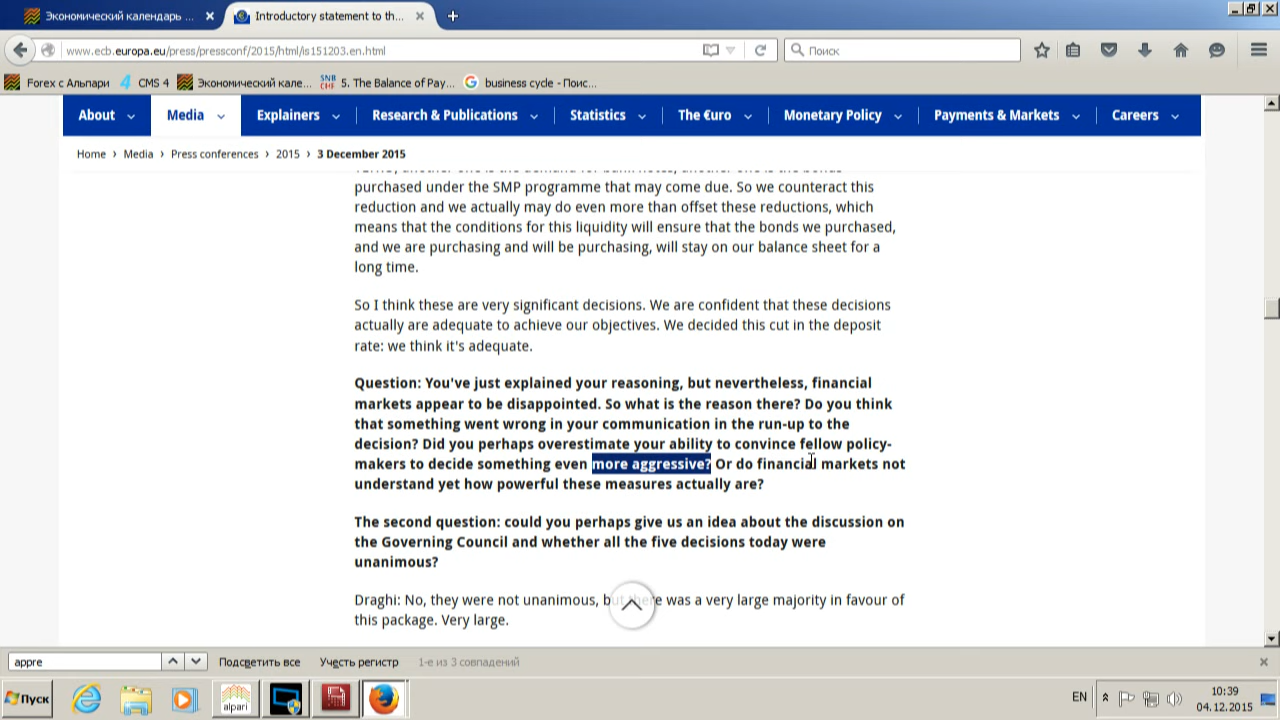 Экономический календарь ...
Introductory statement to th...
www.ecb.europa.eu/press/pressconf/2015/html/is151203.en.html
Поиск
Forex с Альпари
CMS 4
Экономический кале...
SNB CHF 5. The Balance of Pay...
business cycle - Поис...
About
Media
Explainers
Research & Publications
Statistics
The €uro
Monetary Policy
Payments & Markets
Careers
Home › Media › Press conferences › 2015 › 3 December 2015
purchased under the SMP programme that may come due. So we counteract this
reduction and we actually may do even more than offset these reductions, which
means that the conditions for this liquidity will ensure that the bonds we purchased,
and we are purchasing and will be purchasing, will stay on our balance sheet for a
long time.
So I think these are very significant decisions. We are confident that these decisions
actually are adequate to achieve our objectives. We decided this cut in the deposit
rate: we think it's adequate.
Question: You've just explained your reasoning, but nevertheless, financial
markets appear to be disappointed. So what is the reason there? Do you think
that something went wrong in your communication in the run-up to the
decision? Did you perhaps overestimate your ability to convince fellow policy-
makers to decide something even more aggressive? Or do financial markets not
understand yet how powerful these measures actually are?
The second question: could you perhaps give us an idea about the discussion on
the Governing Council and whether all the five decisions today were
unanimous?
Draghi: No, they were not unanimous, but there was a very large majority in favour of
this package. Very large.
appre
Подсветить все
Учесть регистр
1-е из 3 совпадений
Пуск
alpari
EN
10:39
04.12.2015